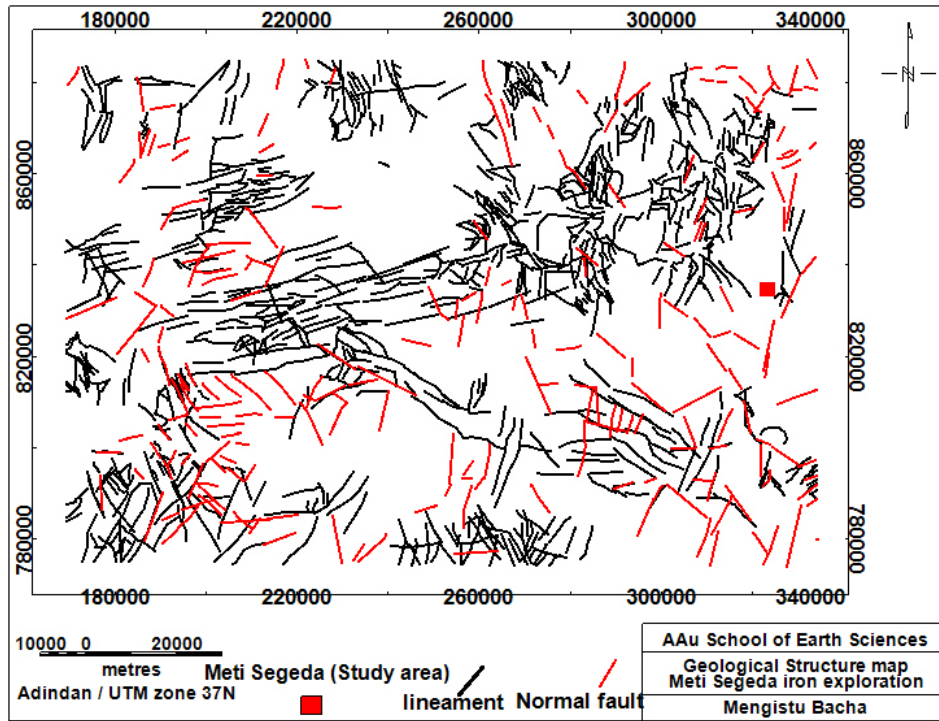 180000 220000 260000 300000 340000
N
860000 860000
820000 820000
780000 780000
180000 220000 260000 300000 340000
10000 0 20000
metres
Adindan / UTM zone 37N
Meti Segeda (Study area)
lineament
Normal fault
AAu School of Earth Sciences
Geological Structure map
Meti Segeda iron exploration
Mengistu Bacha